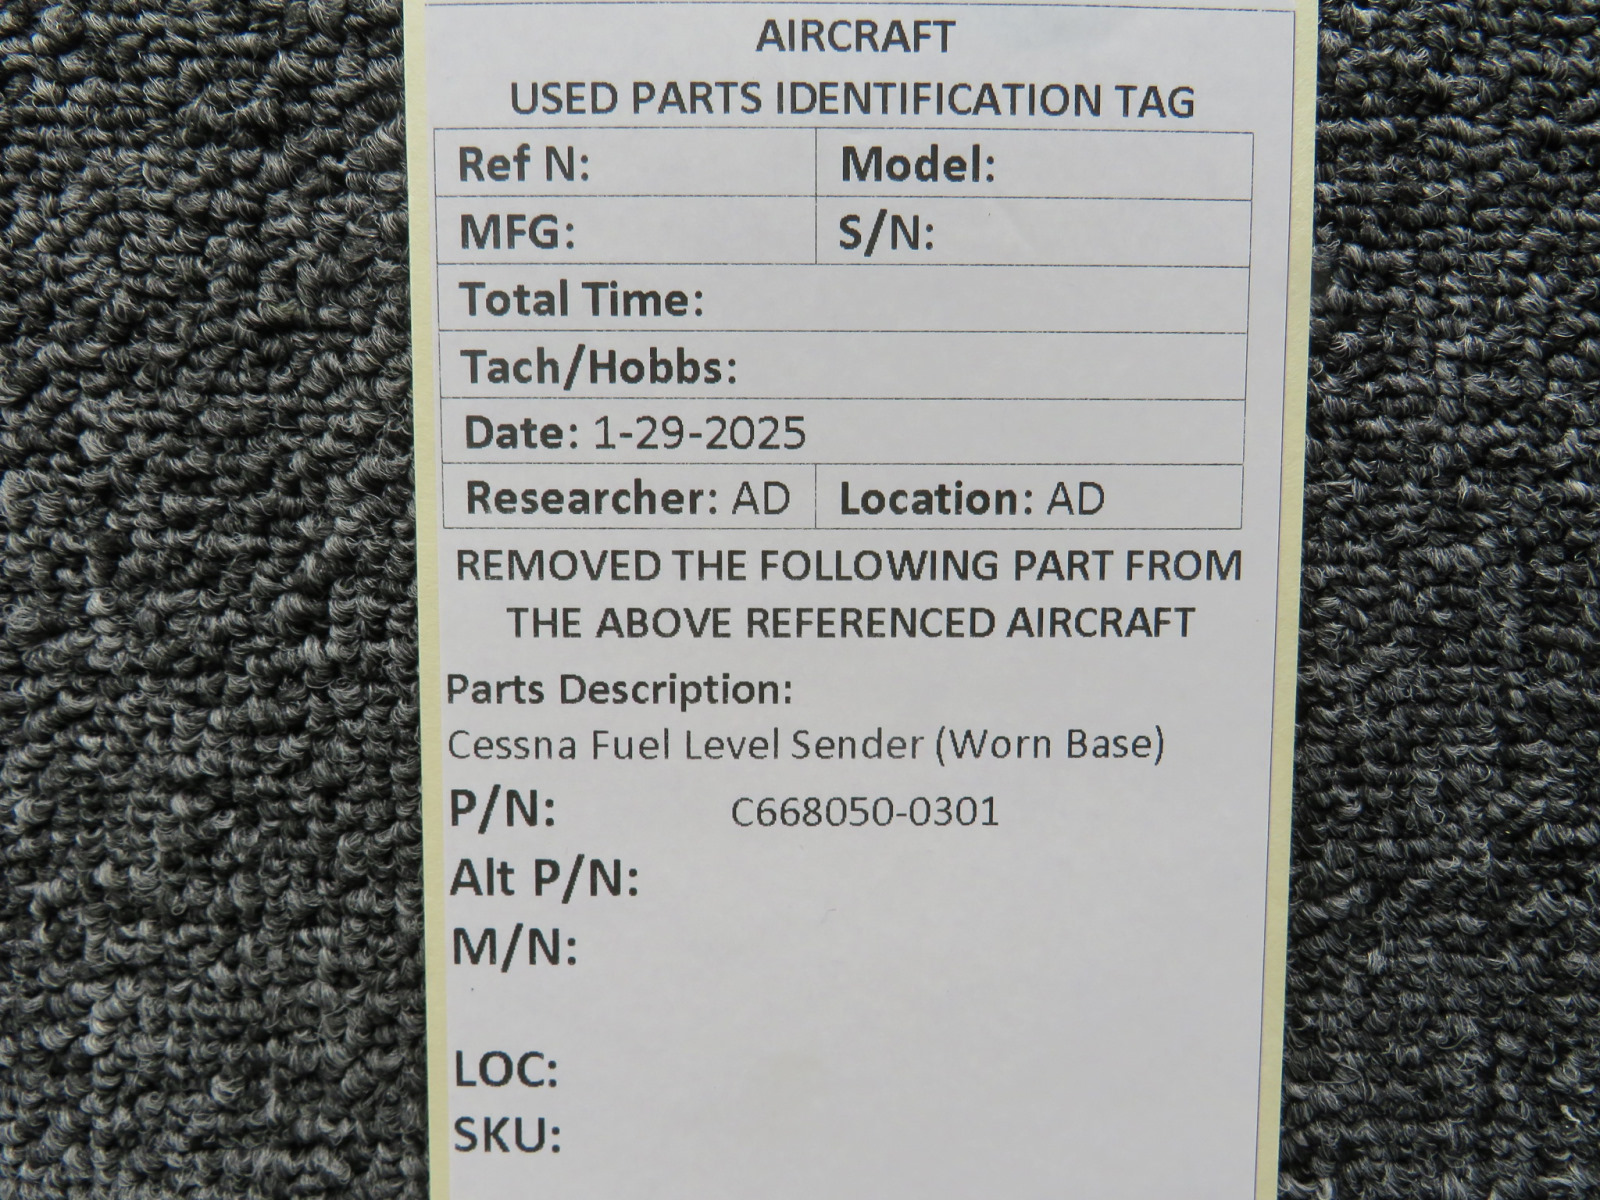 AIRCRAFT
USED PARTS IDENTIFICATION TAG
Ref N: Model:
MFG: S/N:
Total Time:
Tach/Hobbs:
Date: 1-29-2025
Researcher: AD Location: AD
REMOVED THE FOLLOWING PART FROM
THE ABOVE REFERENCED AIRCRAFT
Parts Description:
Cessna Fuel Level Sender (Worn Base)
P/N: C668050-0301
Alt P/N:
M/N:
LOC:
SKU: